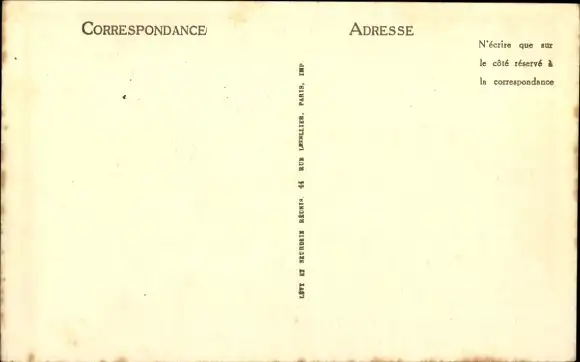 CORRESPONDANCE
ADRESSE
N'écrire que sur
le côté réservé à
la correspondance
LÉVY ET NEURDEIN RÉUNIS, 44 RUE LETELLIER, PARIS, IMP